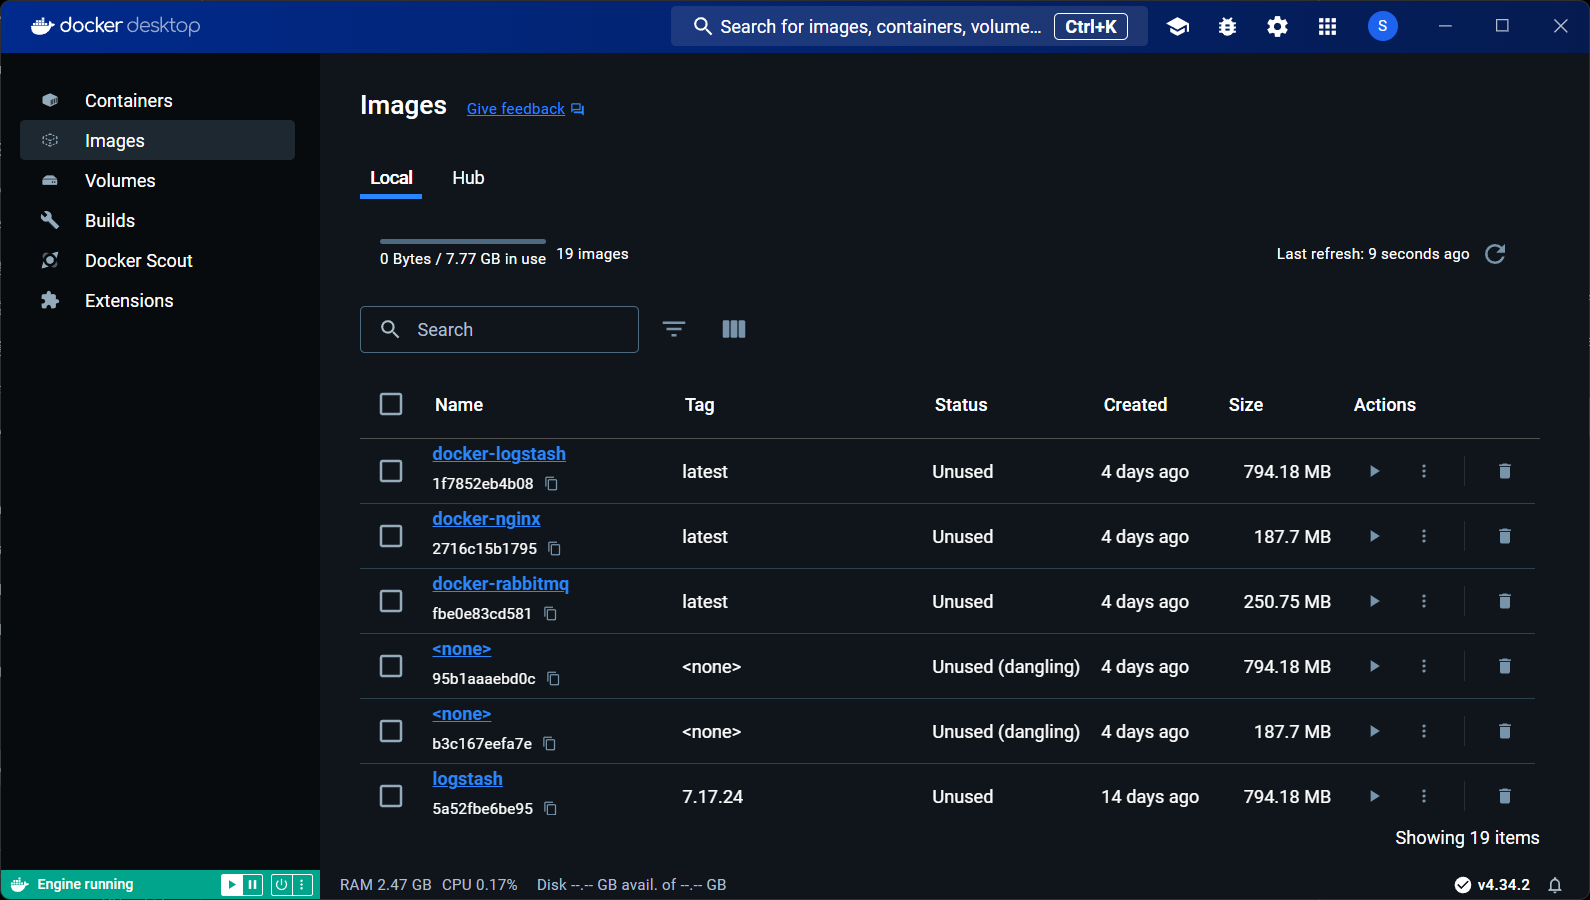 docker desktop
Search for images, containers, volume... Ctrl+K
S
Containers
Images
Volumes
Builds
Docker Scout
Extensions
Images Give feedback
Local Hub
0 Bytes / 7.77 GB in use 19 images
Last refresh: 9 seconds ago
Search
Name Tag Status Created Size Actions
docker-logstash
1f7852eb4b08
latest Unused 4 days ago 794.18 MB
docker-nginx
2716c15b1795
latest Unused 4 days ago 187.7 MB
docker-rabbitmq
fbe0e83cd581
latest Unused 4 days ago 250.75 MB
<none>
95b1aaaebd0c
<none> Unused (dangling) 4 days ago 794.18 MB
<none>
b3c167eefa7e
<none> Unused (dangling) 4 days ago 187.7 MB
logstash
5a52fbe6be95
7.17.24 Unused 14 days ago 794.18 MB
Showing 19 items
Engine running
RAM 2.47 GB CPU 0.17% Disk --.-- GB avail. of --.-- GB
v4.34.2